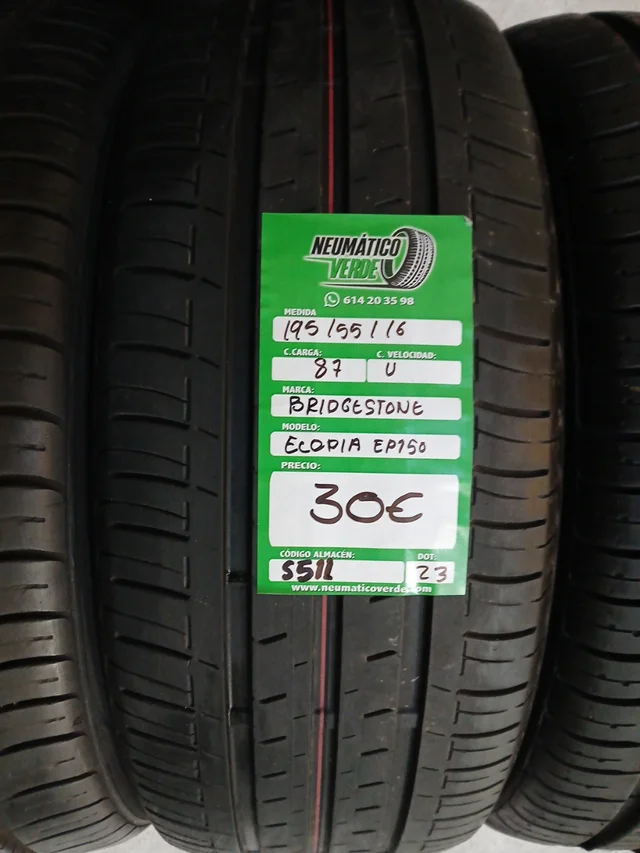 NEUMÁTICO
VERDE
614 20 35 98
MEDIDA
195/55/16
C.CARGA: C. VELOCIDAD:
87 U
MARCA:
BRIDGESTONE
MODELO:
ECOPIA EP150
PRECIO:
30€
CÓDIGO ALMACÉN: DOT:
S51L 23
www.neumaticoverde.com